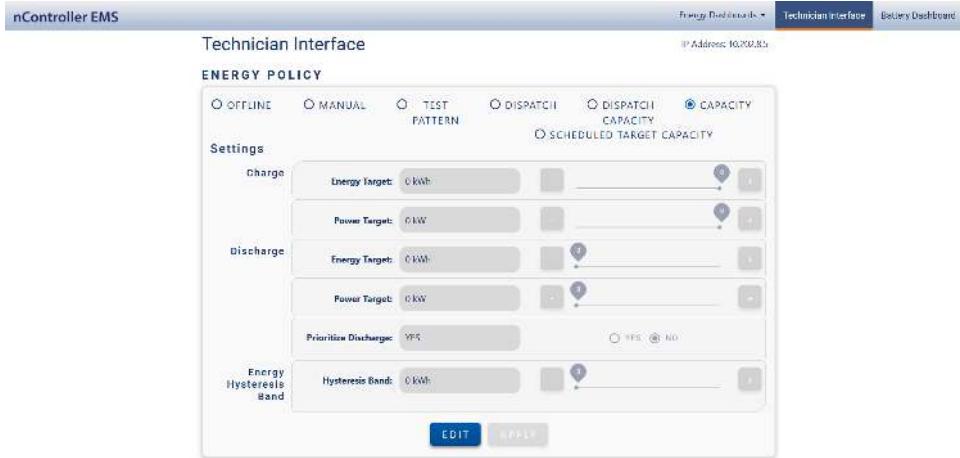 nController EMS
Energy Dashboards
Technician Interface
Battery Dashboard
Technician Interface
IP Address: 10.202.8.5
ENERGY POLICY
OFFLINE
MANUAL
TEST PATTERN
DISPATCH
DISPATCH CAPACITY
CAPACITY
SCHEDULED TARGET CAPACITY
Settings
Charge
Energy Target: 0 kWh
Power Target: 0 kW
Discharge
Energy Target: 0 kWh
Power Target: 0 kW
Prioritize Discharge: YES YES NO
Energy
Hysteresis
Band
Hysteresis Band: 0 kWh
EDIT
APPLY